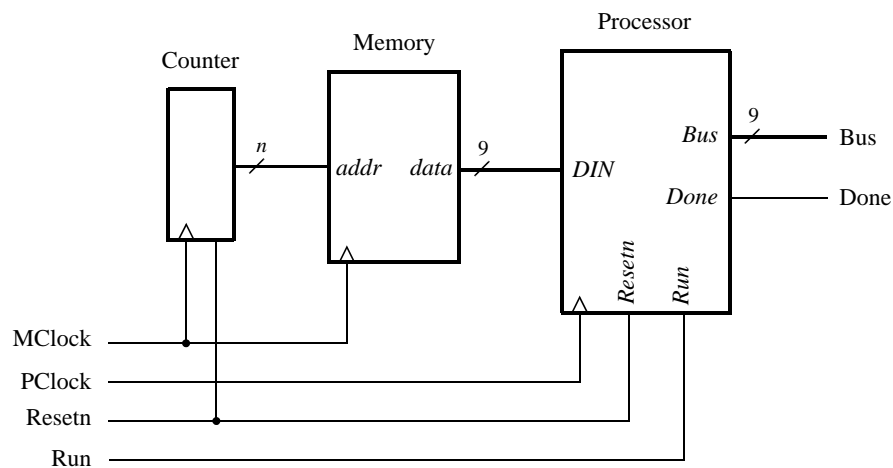 Processor
Memory
Counter
n
addr
data
9
DIN
Bus
9
Bus
Done
Done
Resetn
Run
MClock
PClock
Resetn
Run